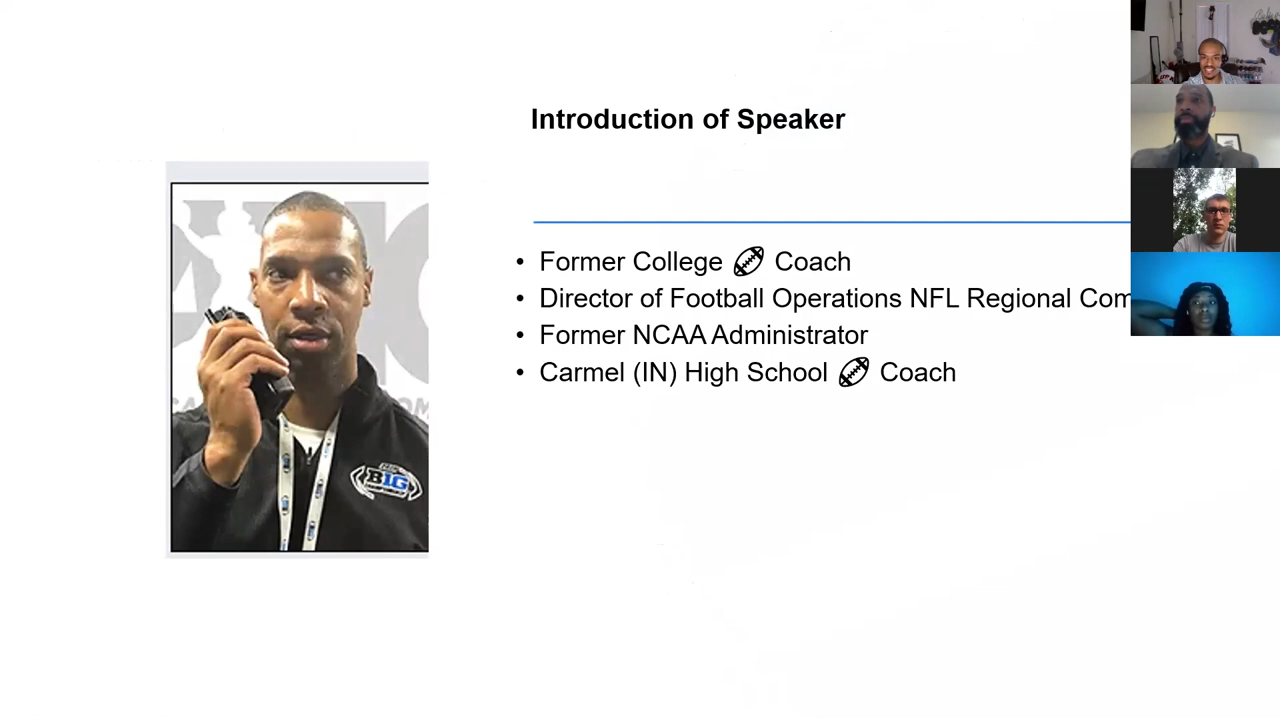 Introduction of Speaker
• Former College 🏈 Coach
• Director of Football Operations NFL Regional Com
• Former NCAA Administrator
• Carmel (IN) High School 🏈 Coach
B1G